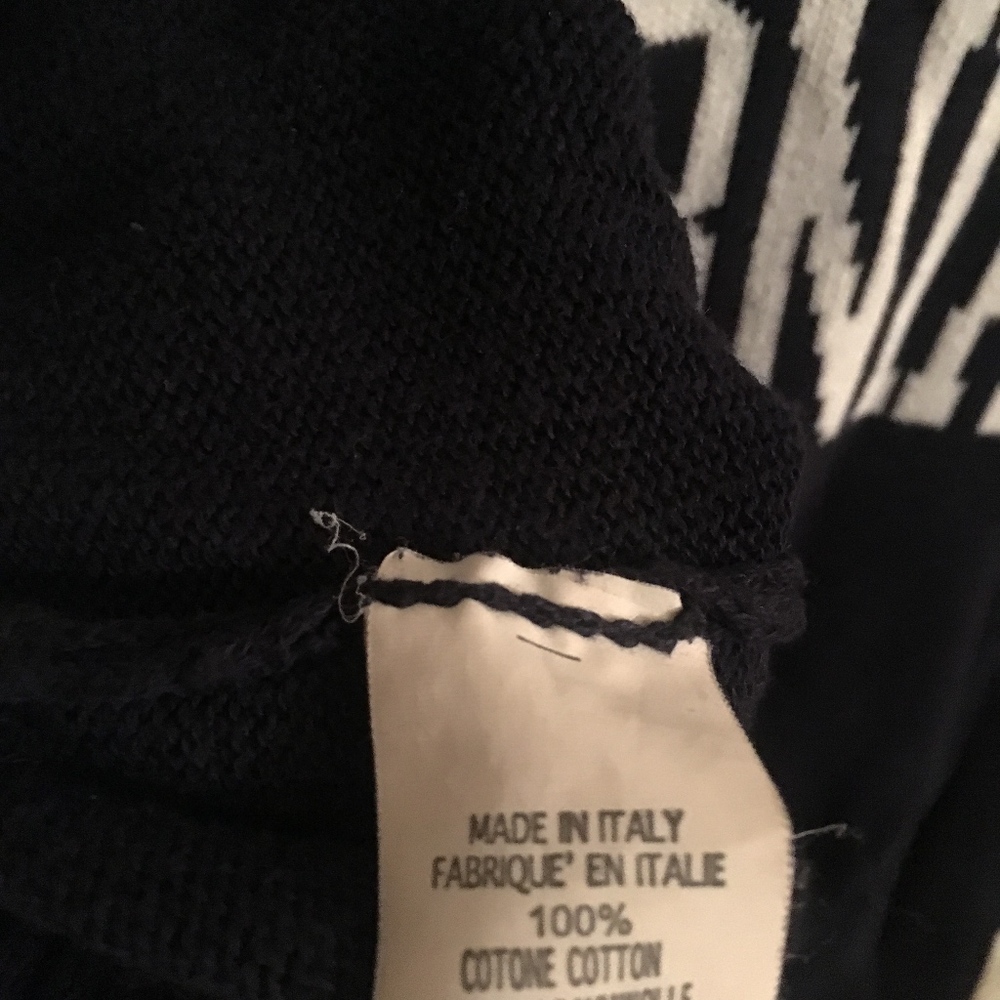 MADE IN ITALY
FABRIQUE' EN ITALIE
100%
COTONE COTTON